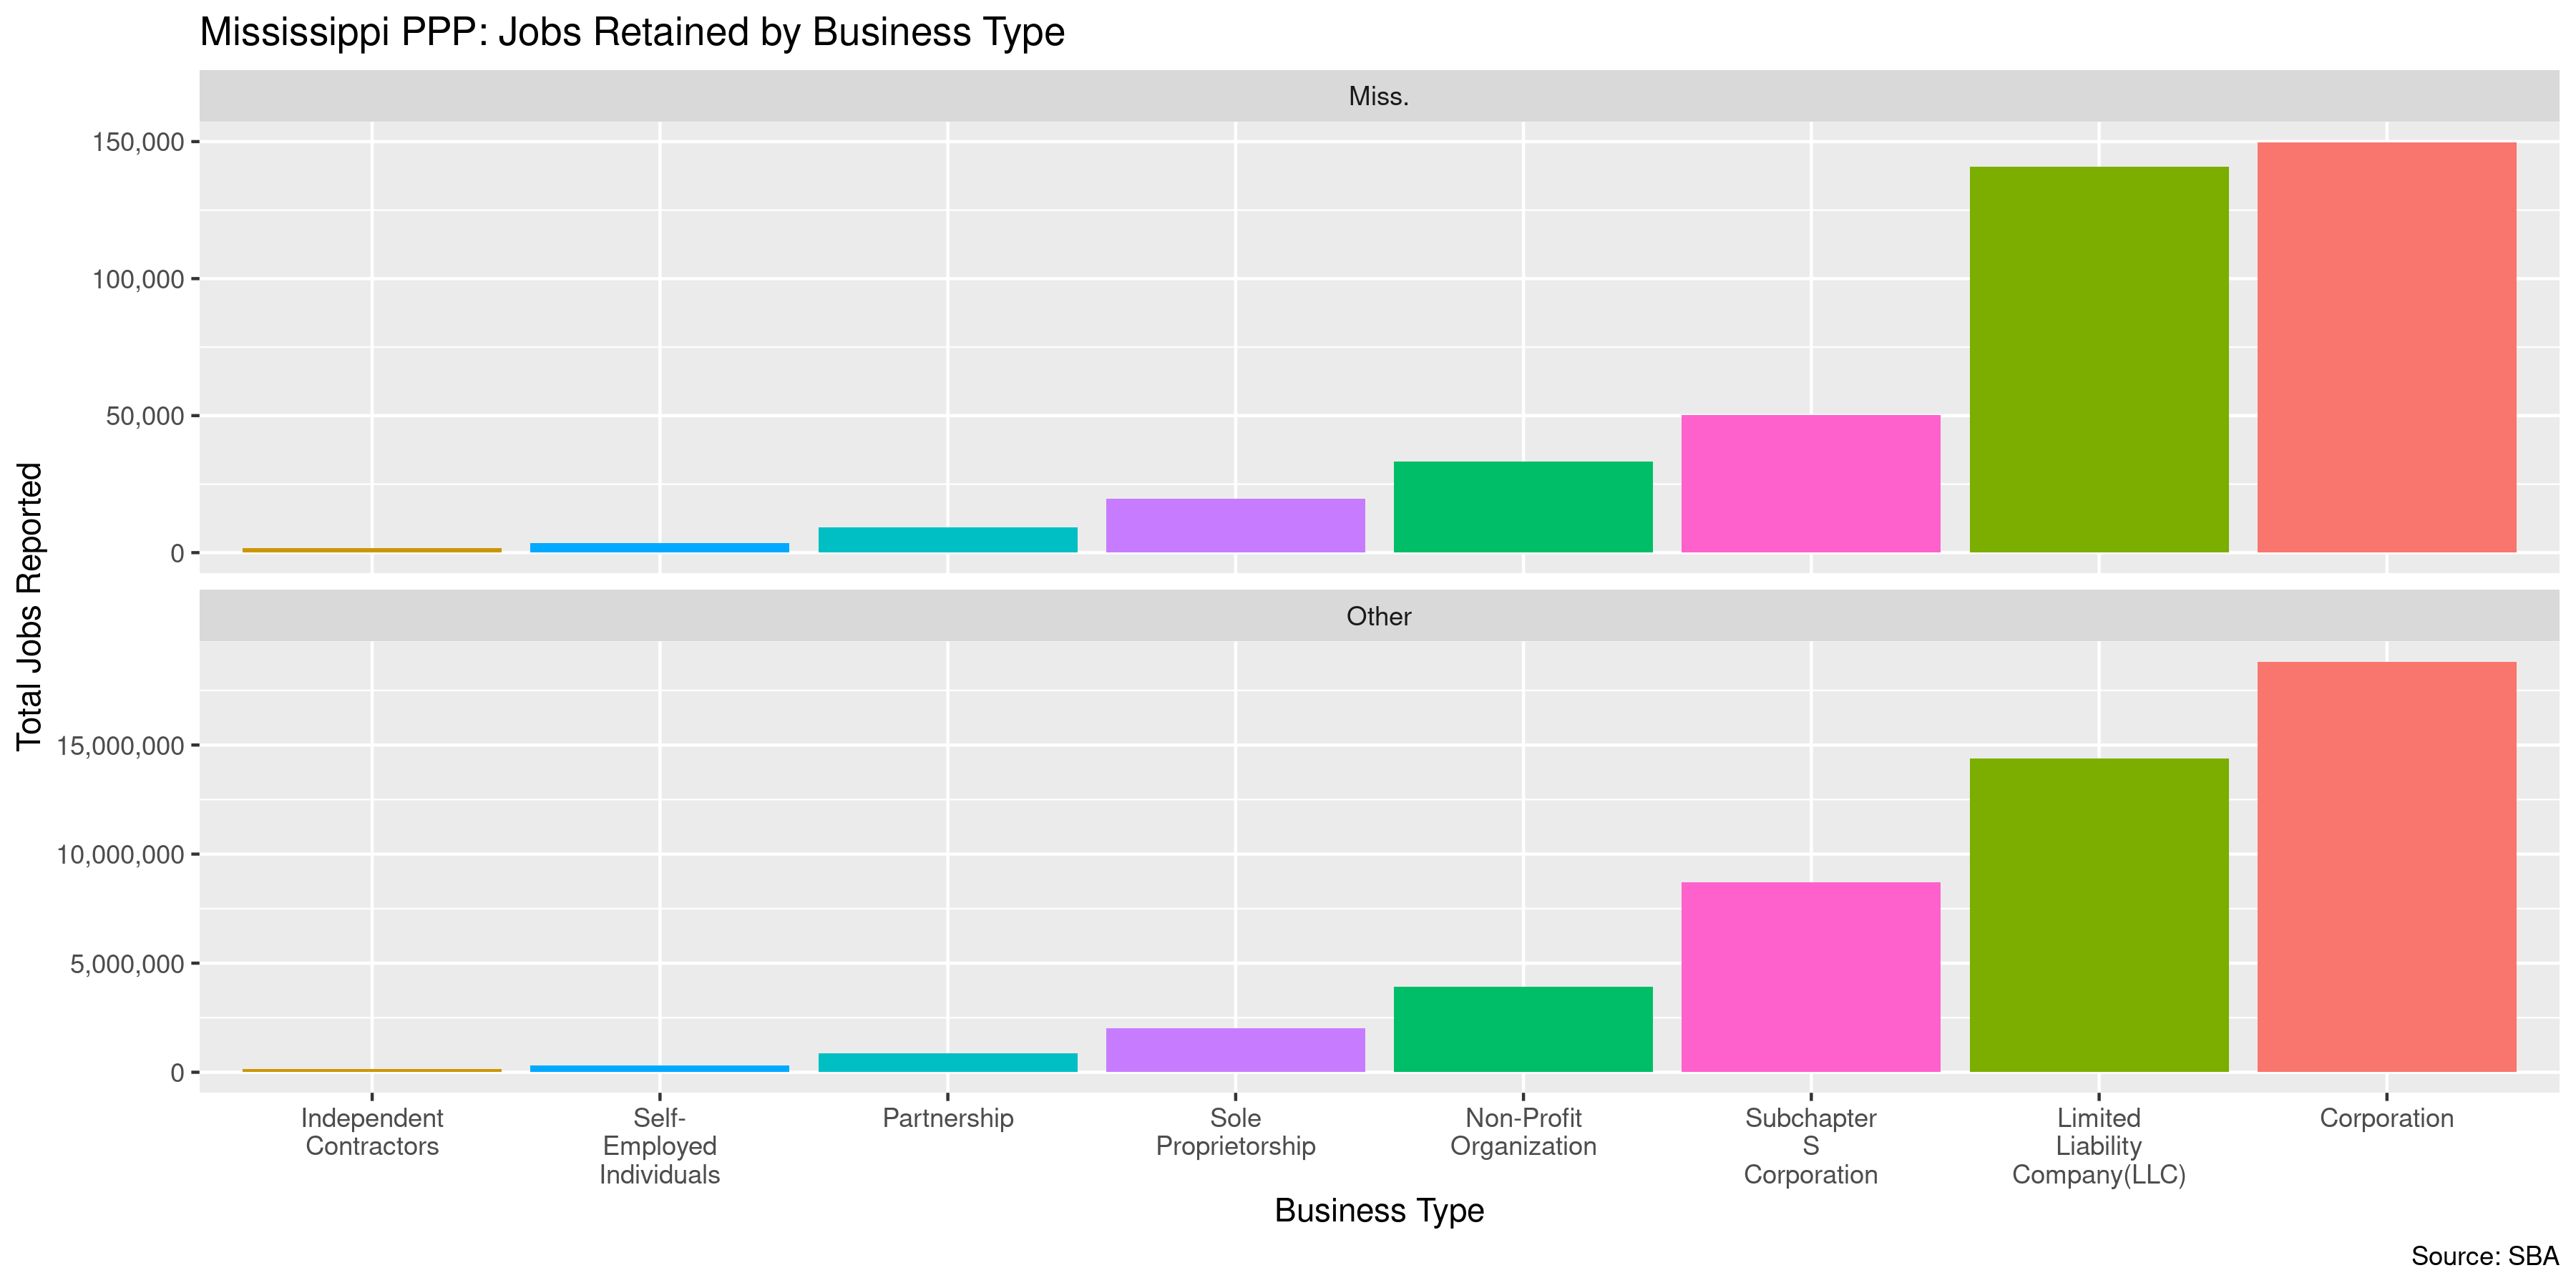 Mississippi PPP: Jobs Retained by Business Type
Miss.
150,000
100,000
50,000
0
Total Jobs Reported
Other
15,000,000
10,000,000
5,000,000
0
Independent
Contractors
Self-
Employed
Individuals
Partnership
Sole
Proprietorship
Non-Profit
Organization
Subchapter
S
Corporation
Limited
Liability
Company(LLC)
Corporation
Business Type
Source: SBA